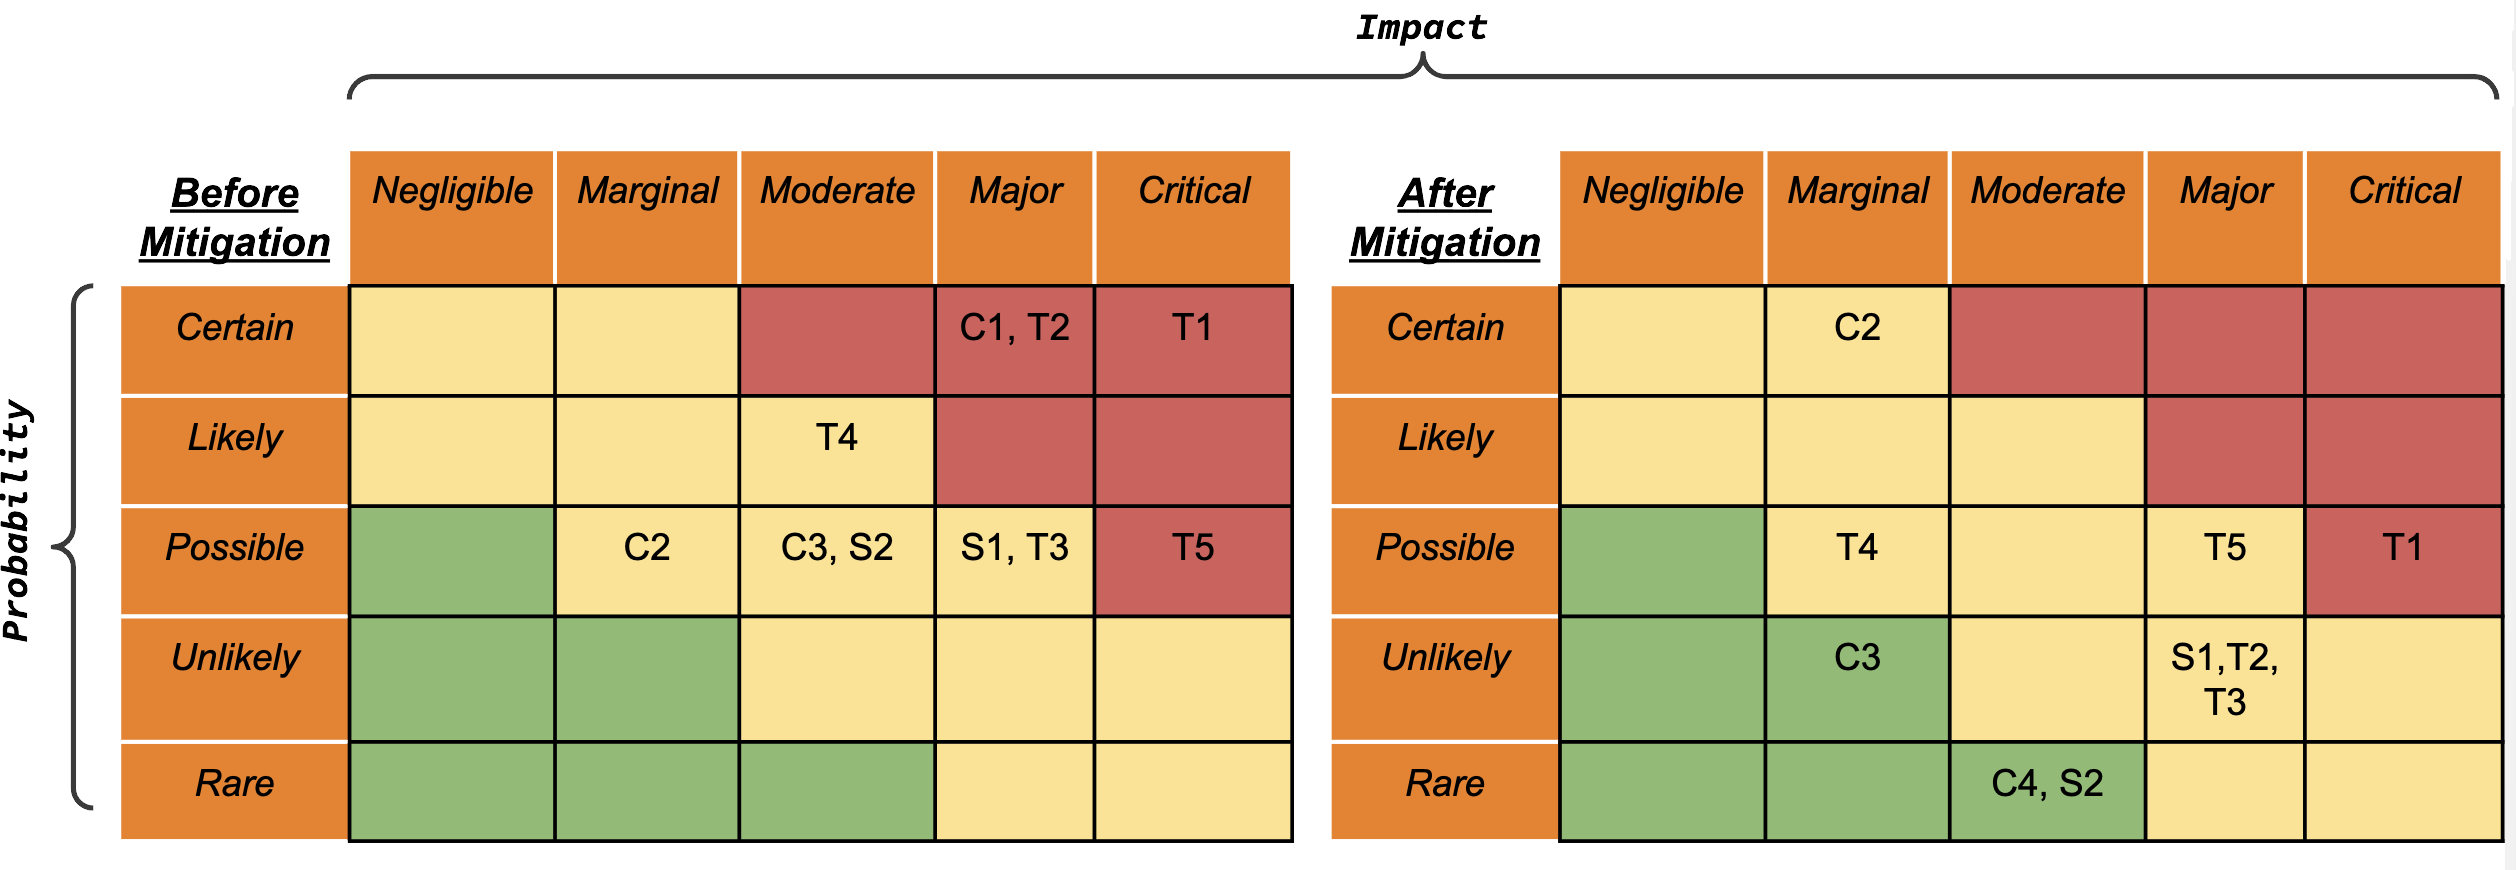 Impact
Before
Mitigation
Negligible
Marginal
Moderate
Major
Critical
Certain
C1, T2
T1
Likely
T4
Possible
C2
C3, S2
S1, T3
T5
Unlikely
Rare
Probability
After
Mitigation
Negligible
Marginal
Moderate
Major
Critical
Certain
C2
Likely
Possible
T4
T5
T1
Unlikely
C3
S1,T2,
T3
Rare
C4, S2